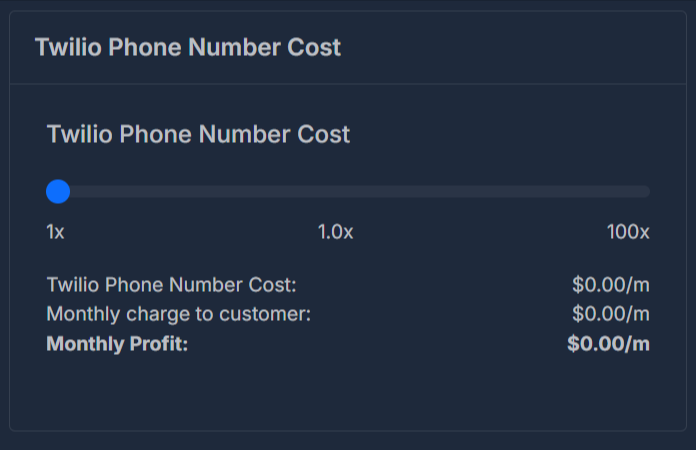 Twilio Phone Number Cost
Twilio Phone Number Cost
1x 1.0x 100x
Twilio Phone Number Cost: $0.00/m
Monthly charge to customer: $0.00/m
Monthly Profit: $0.00/m